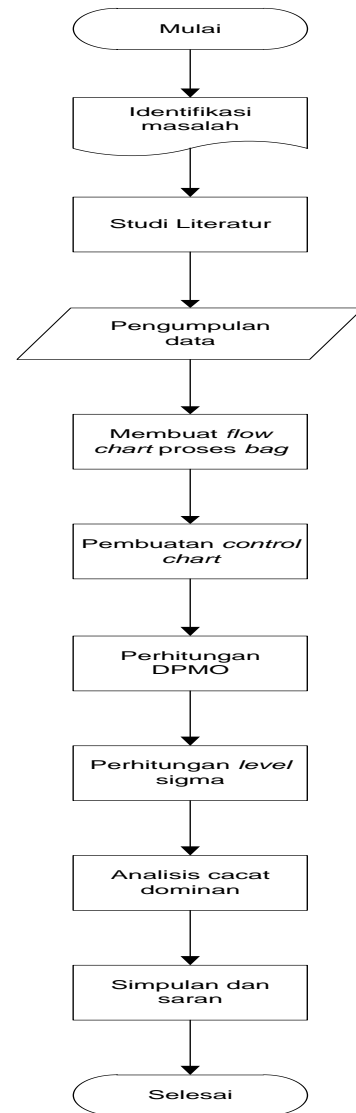 Mulai
Identifikasi
masalah
Studi Literatur
Pengumpulan
data
Membuat flow
chart proses bag
Pembuatan control
chart
Perhitungan
DPMO
Perhitungan level
sigma
Analisis cacat
dominan
Simpulan dan
saran
Selesai